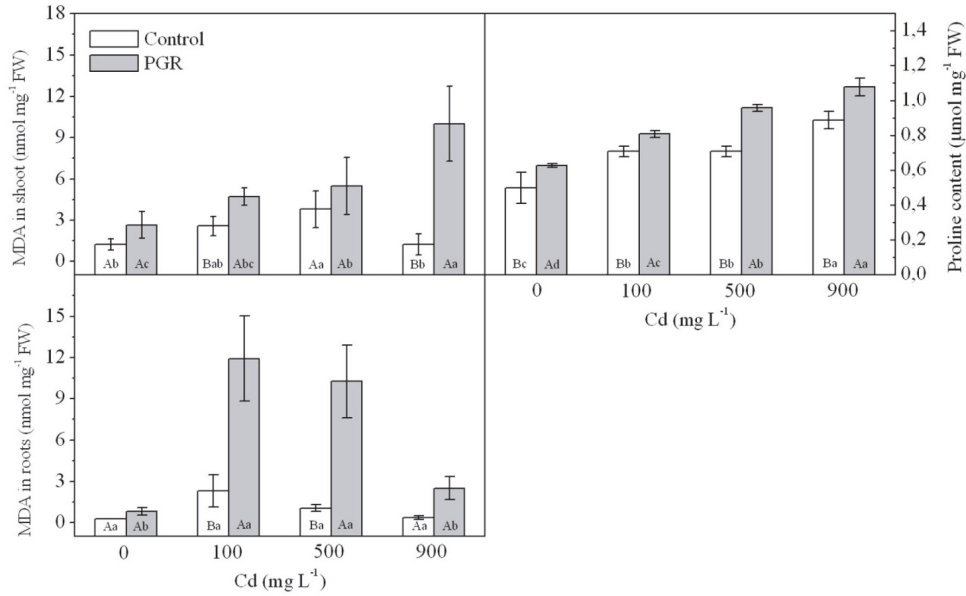 MDA in shoot (nmol mg⁻¹ FW)
18
15
12
9
6
3
0
Control
PGR
Ab Ac Bab Abc Aa Ab Bb Aa
Bc Ad Bb Ac Bb Ab Ba Aa
0 100 500 900
Cd (mg L⁻¹)
1,4
1,2
1,0
0,8
0,6
0,4
0,2
0,0
Proline content (µmol mg⁻¹ FW)
MDA in roots (nmol mg⁻¹ FW)
15
12
9
6
3
0
Aa Ab Ba Aa Ba Aa Aa Ab
0 100 500 900
Cd (mg L⁻¹)